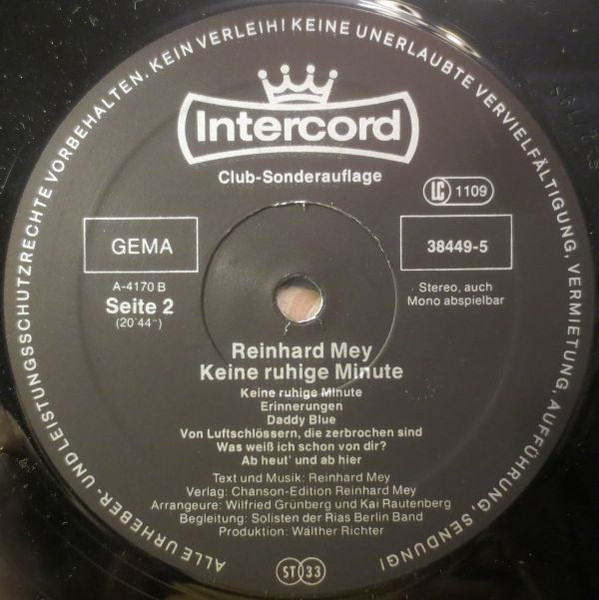 ALLE URHEBER- UND LEISTUNGSSCHUTZRECHTE VORBEHALTEN. KEIN VERLEIH! KEINE UNERLAUBTE VERVIELFÄLTIGUNG, VERMIETUNG, AUFFÜHRUNG, SENDUNG!
Intercord
Club-Sonderauflage
LC 1109
GEMA
38449-5
A-4170 B
Seite 2
(20'44")
Stereo, auch
Mono abspielbar
Reinhard Mey
Keine ruhige Minute
Keine ruhige Minute
Erinnerungen
Daddy Blue
Von Luftschlössern, die zerbrochen sind
Was weiß ich schon von dir?
Ab heut' und ab hier
Text und Musik: Reinhard Mey
Verlag: Chanson-Edition Reinhard Mey
Arrangeure: Wilfried Grünberg und Kai Rautenberg
Begleitung: Solisten der Rias Berlin Band
Produktion: Walther Richter
ST 33